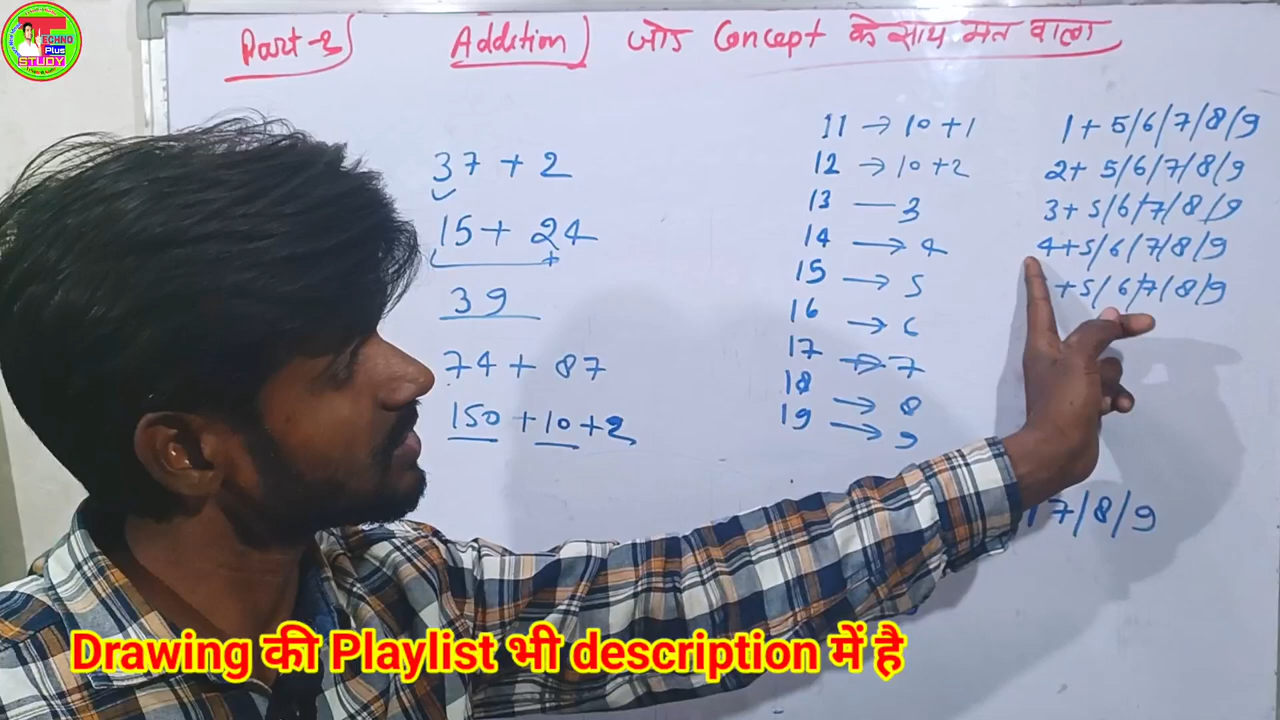 TECHNO
Plus
STUDY
Part-2
Addition) जोड Concept के साथ मन वाला
37 + 2
15 + 24
39
74 + 87
150 + 10 + 2
11 → 10 + 1
12 → 10 + 2
13 — 3
14 → 4
15 → 5
16 → 6
17 → 7
18 → 8
19 → 9
1 + 5/6/7/8/9
2 + 5/6/7/8/9
3 + 5/6/7/8/9
4 + 5/6/7/8/9
+ 5/6/7/8/9
7/8/9
Drawing की Playlist भी description में है